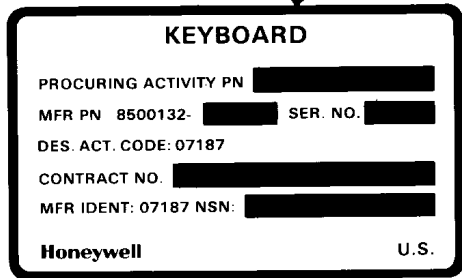 KEYBOARD
PROCURING ACTIVITY PN
MFR PN 8500132- SER. NO.
DES. ACT. CODE: 07187
CONTRACT NO.
MFR IDENT: 07187 NSN:
Honeywell U.S.